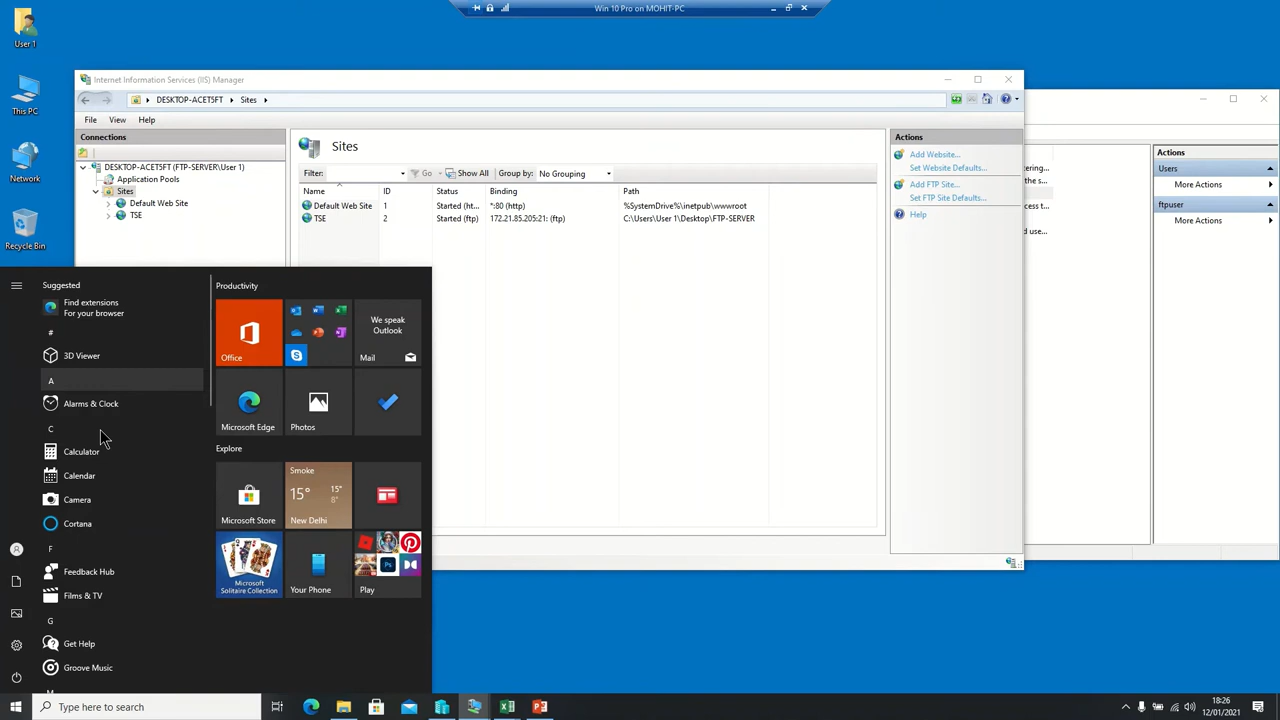 Win 10 Pro on MOHIT-PC
User 1
This PC
Network
Recycle Bin
Internet Information Services (IIS) Manager
DESKTOP-ACET5FT
Sites
File
View
Help
Connections
DESKTOP-ACET5FT (FTP-SERVER\User 1)
Application Pools
Sites
Default Web Site
TSE
Sites
Filter:
Go
Show All
Group by:
No Grouping
Name
ID
Status
Binding
Path
Default Web Site
1
Started (ht...
*:80 (http)
%SystemDrive%\inetpub\wwwroot
TSE
2
Started (ftp)
172.21.85.205:21: (ftp)
C:\Users\User 1\Desktop\FTP-SERVER
Actions
Add Website...
Set Website Defaults...
Add FTP Site...
Set FTP Site Defaults...
Help
tering...
the s...
ccess t...
ed use...
Actions
Users
More Actions
ftpuser
More Actions
Suggested
Find extensions
For your browser
#
3D Viewer
A
Alarms & Clock
C
Calculator
Calendar
Camera
Cortana
F
Feedback Hub
Films & TV
G
Get Help
Groove Music
Productivity
Office
We speak
Outlook
Mail
Microsoft Edge
Photos
Explore
Microsoft Store
Smoke
15°
15°
8°
New Delhi
Microsoft
Solitaire Collection
Your Phone
Ps
Play
Type here to search
18:26
12/01/2021